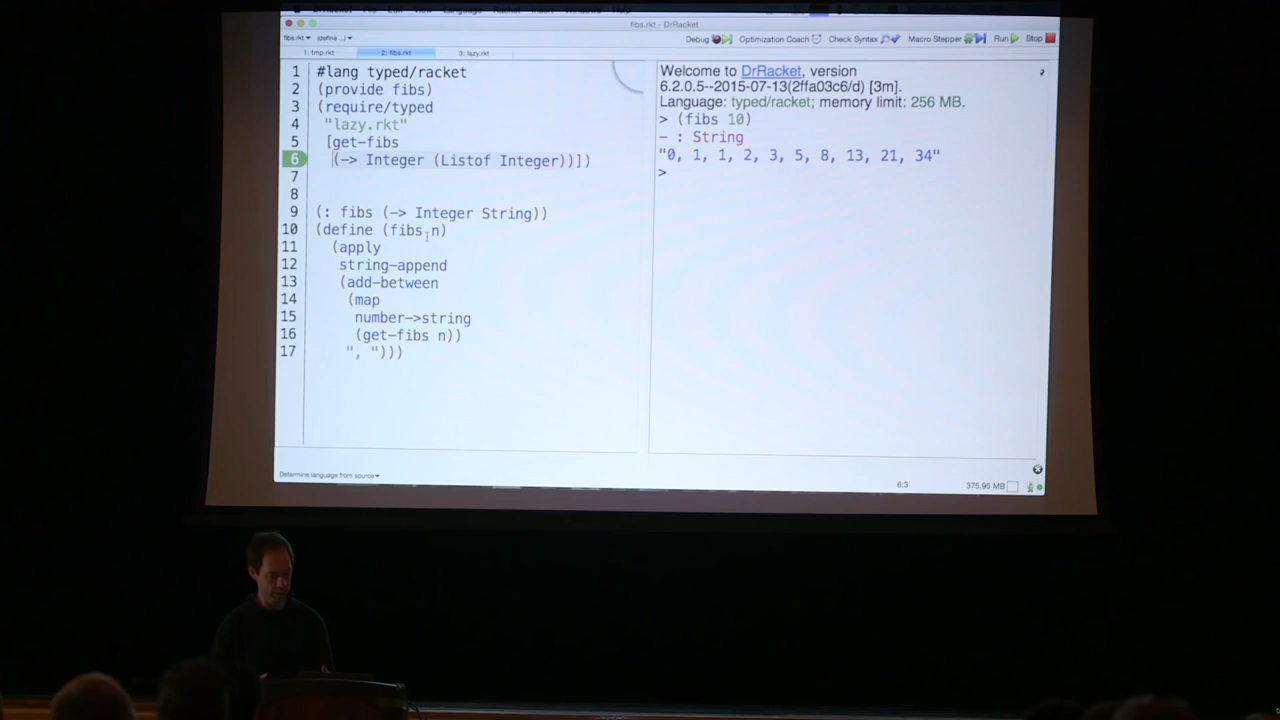 fibs.rkt - DrRacket
fibs.rkt▾ (define ...)▾
Debug Optimization Coach Check Syntax Macro Stepper Run Stop
1: tmp.rkt 2: fibs.rkt 3: lazy.rkt
1 #lang typed/racket
2 (provide fibs)
3 (require/typed
4 "lazy.rkt"
5 [get-fibs
6 (-> Integer (Listof Integer))])
7
8
9 (: fibs (-> Integer String))
10 (define (fibs n)
11 (apply
12 string-append
13 (add-between
14 (map
15 number->string
16 (get-fibs n))
17 ", ")))
Welcome to DrRacket, version
6.2.0.5--2015-07-13(2ffa03c6/d) [3m].
Language: typed/racket; memory limit: 256 MB.
> (fibs 10)
- : String
"0, 1, 1, 2, 3, 5, 8, 13, 21, 34"
>
Determine language from source▾
6:3
375.95 MB